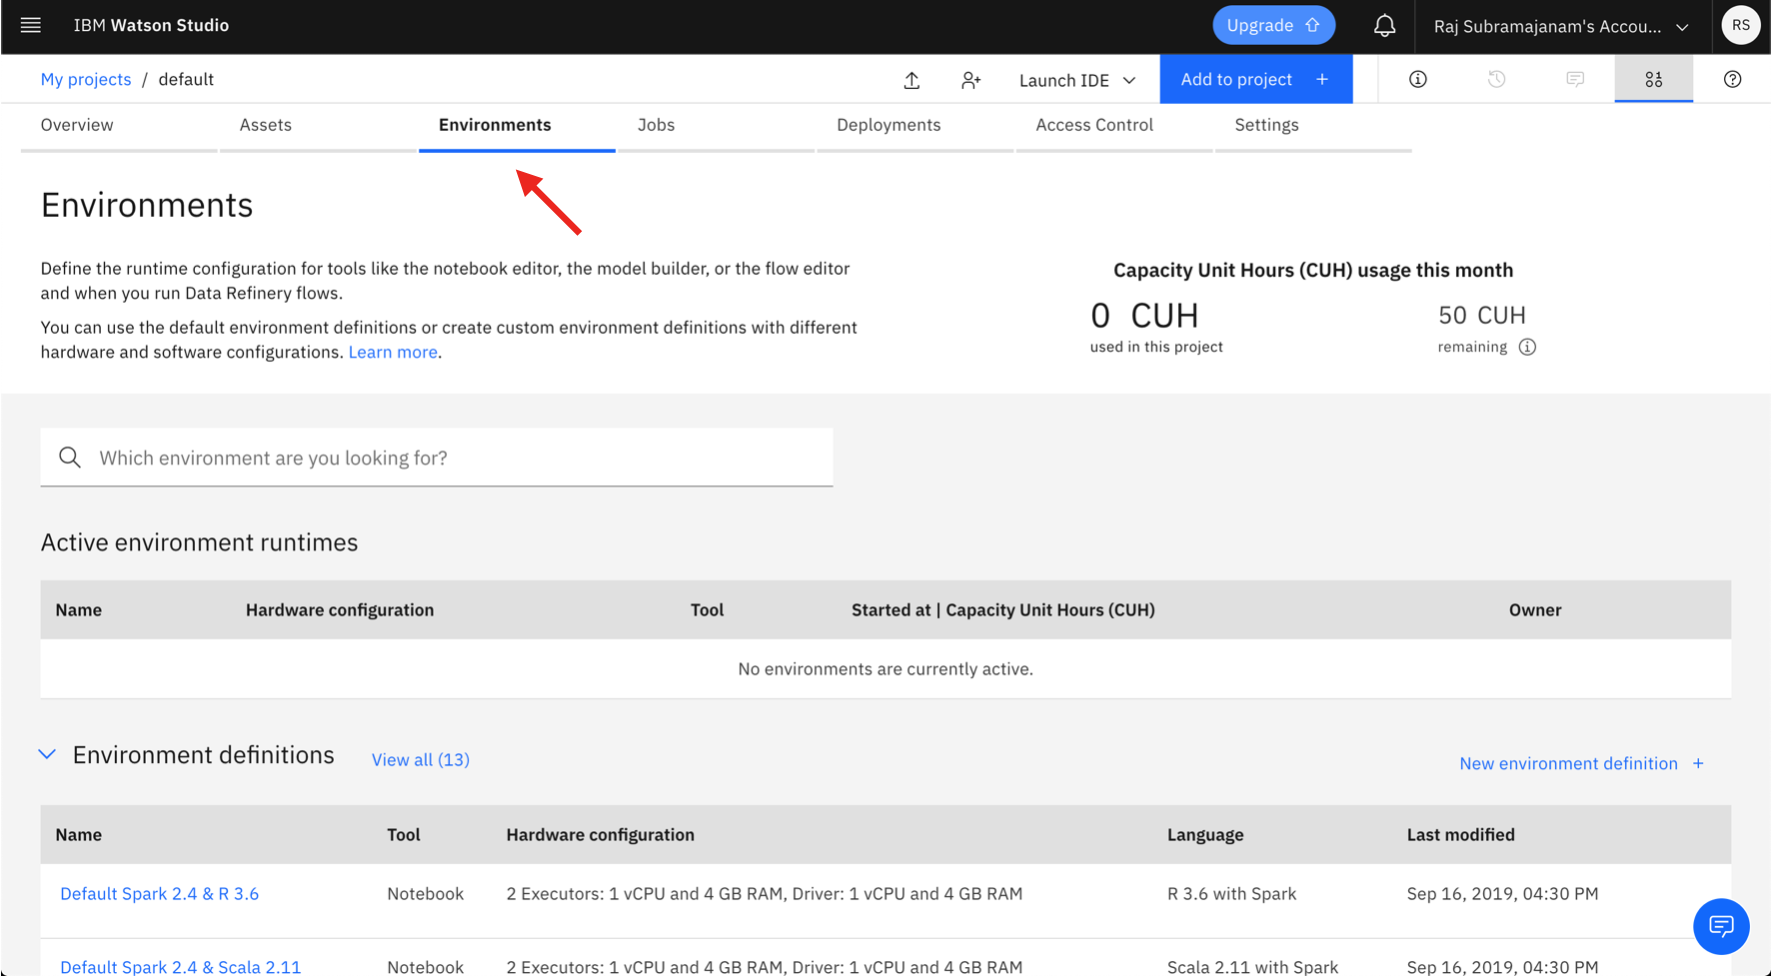 IBM Watson Studio
Upgrade
Raj Subramajanam's Accou...
RS
My projects / default
Launch IDE
Add to project +
Overview
Assets
Environments
Jobs
Deployments
Access Control
Settings
Environments
Define the runtime configuration for tools like the notebook editor, the model builder, or the flow editor
and when you run Data Refinery flows.
You can use the default environment definitions or create custom environment definitions with different
hardware and software configurations. Learn more.
Capacity Unit Hours (CUH) usage this month
0 CUH
used in this project
50 CUH
remaining
Which environment are you looking for?
Active environment runtimes
Name Hardware configuration Tool Started at | Capacity Unit Hours (CUH) Owner
No environments are currently active.
Environment definitions View all (13)
New environment definition +
Name Tool Hardware configuration Language Last modified
Default Spark 2.4 & R 3.6 Notebook 2 Executors: 1 vCPU and 4 GB RAM, Driver: 1 vCPU and 4 GB RAM R 3.6 with Spark Sep 16, 2019, 04:30 PM
Default Spark 2.4 & Scala 2.11 Notebook 2 Executors: 1 vCPU and 4 GB RAM, Driver: 1 vCPU and 4 GB RAM Scala 2.11 with Spark Sep 16, 2019, 04:30 PM